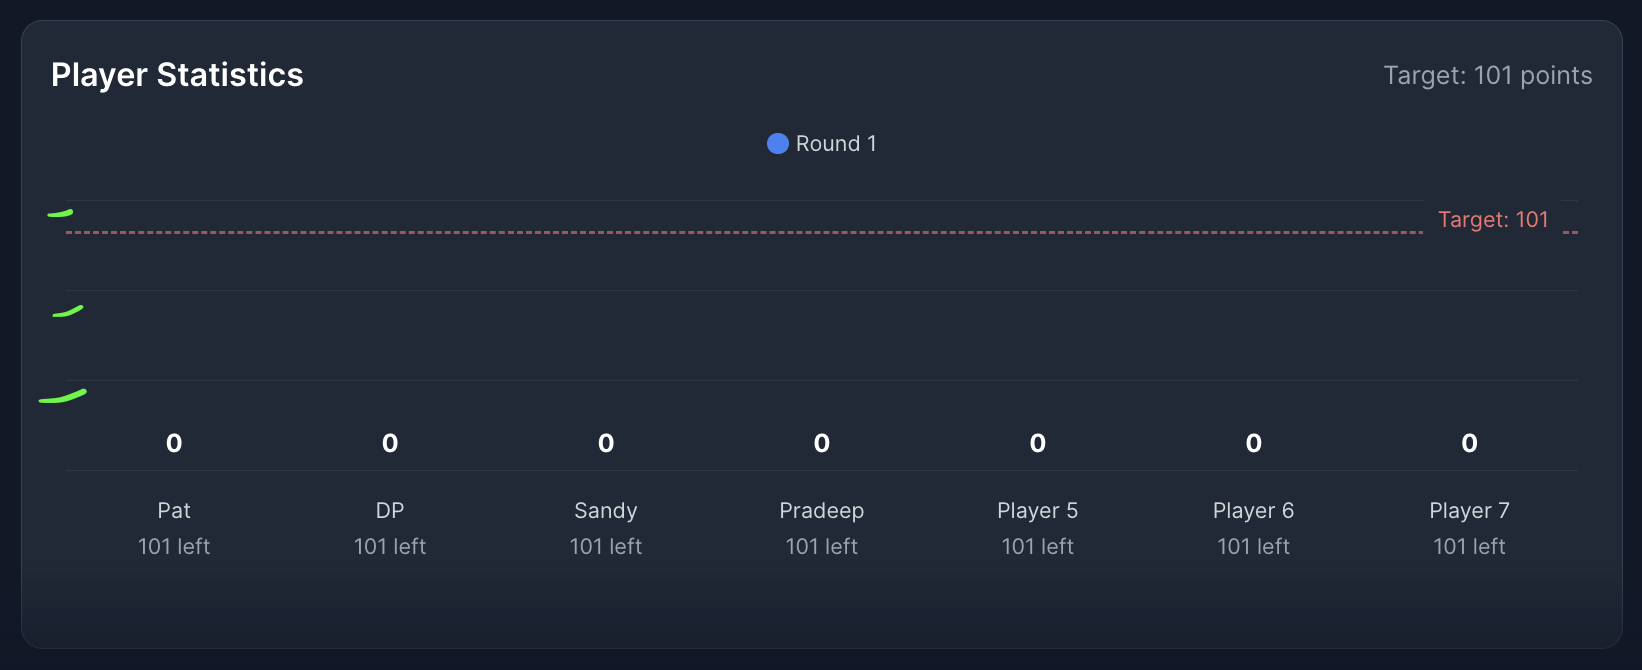 Player Statistics
Target: 101 points
Round 1
Target: 101
0 0 0 0 0 0 0
Pat DP Sandy Pradeep Player 5 Player 6 Player 7
101 left 101 left 101 left 101 left 101 left 101 left 101 left